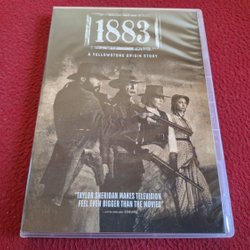 1883
A YELLOWSTONE ORIGIN STORY
"TAYLOR SHERIDAN MAKES TELEVISION
FEEL EVEN BIGGER THAN THE MOVIES"